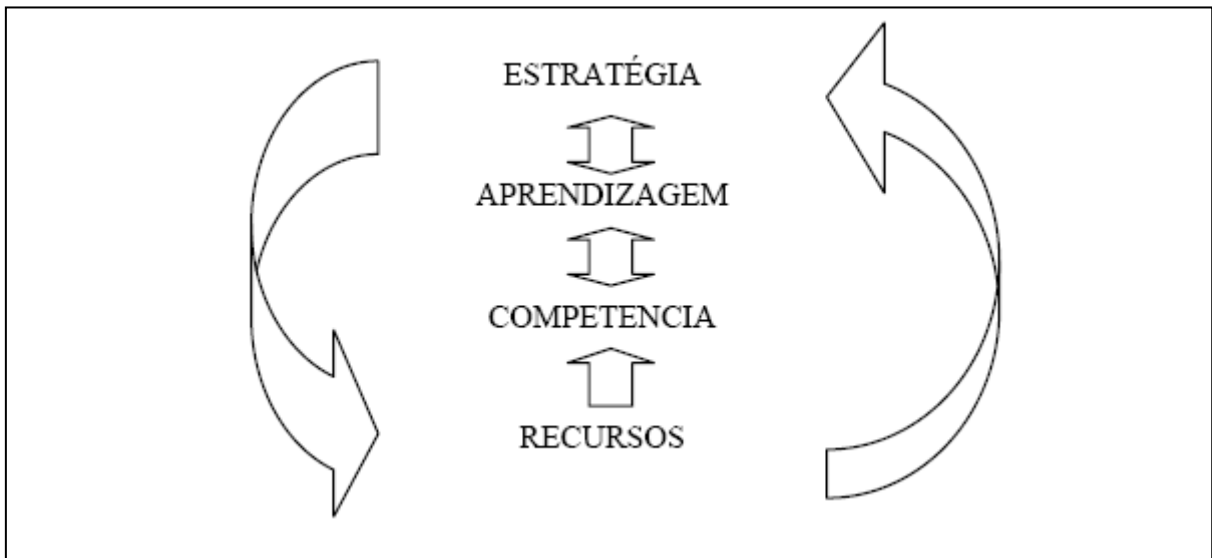 ESTRATÉGIA
APRENDIZAGEM
COMPETENCIA
RECURSOS